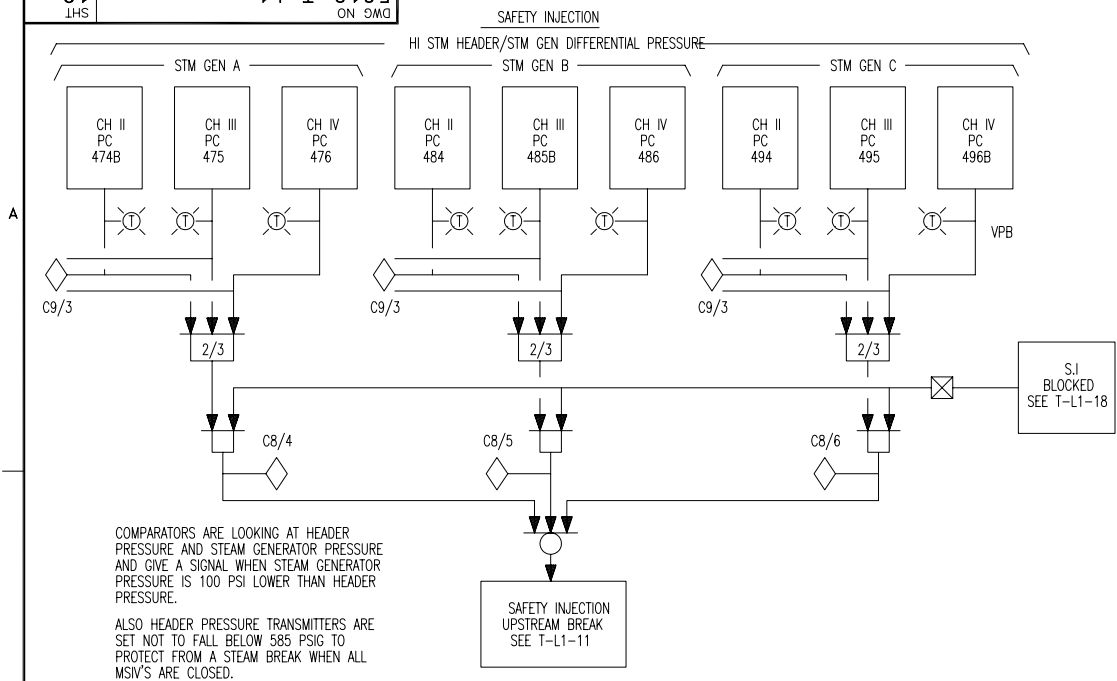 DWG NO
SHT
SAFETY INJECTION
HI STM HEADER/STM GEN DIFFERENTIAL PRESSURE
STM GEN A
STM GEN B
STM GEN C
CH II
PC
474B
CH III
PC
475
CH IV
PC
476
CH II
PC
484
CH III
PC
485B
CH IV
PC
486
CH II
PC
494
CH III
PC
495
CH IV
PC
496B
A
T
T
T
T
T
T
T
T
T
VPB
C9/3
C9/3
C9/3
2/3
2/3
2/3
S.I
BLOCKED
SEE T-L1-18
C8/4
C8/5
C8/6
COMPARATORS ARE LOOKING AT HEADER
PRESSURE AND STEAM GENERATOR PRESSURE
AND GIVE A SIGNAL WHEN STEAM GENERATOR
PRESSURE IS 100 PSI LOWER THAN HEADER
PRESSURE.
ALSO HEADER PRESSURE TRANSMITTERS ARE
SET NOT TO FALL BELOW 585 PSIG TO
PROTECT FROM A STEAM BREAK WHEN ALL
MSIV'S ARE CLOSED.
SAFETY INJECTION
UPSTREAM BREAK
SEE T-L1-11